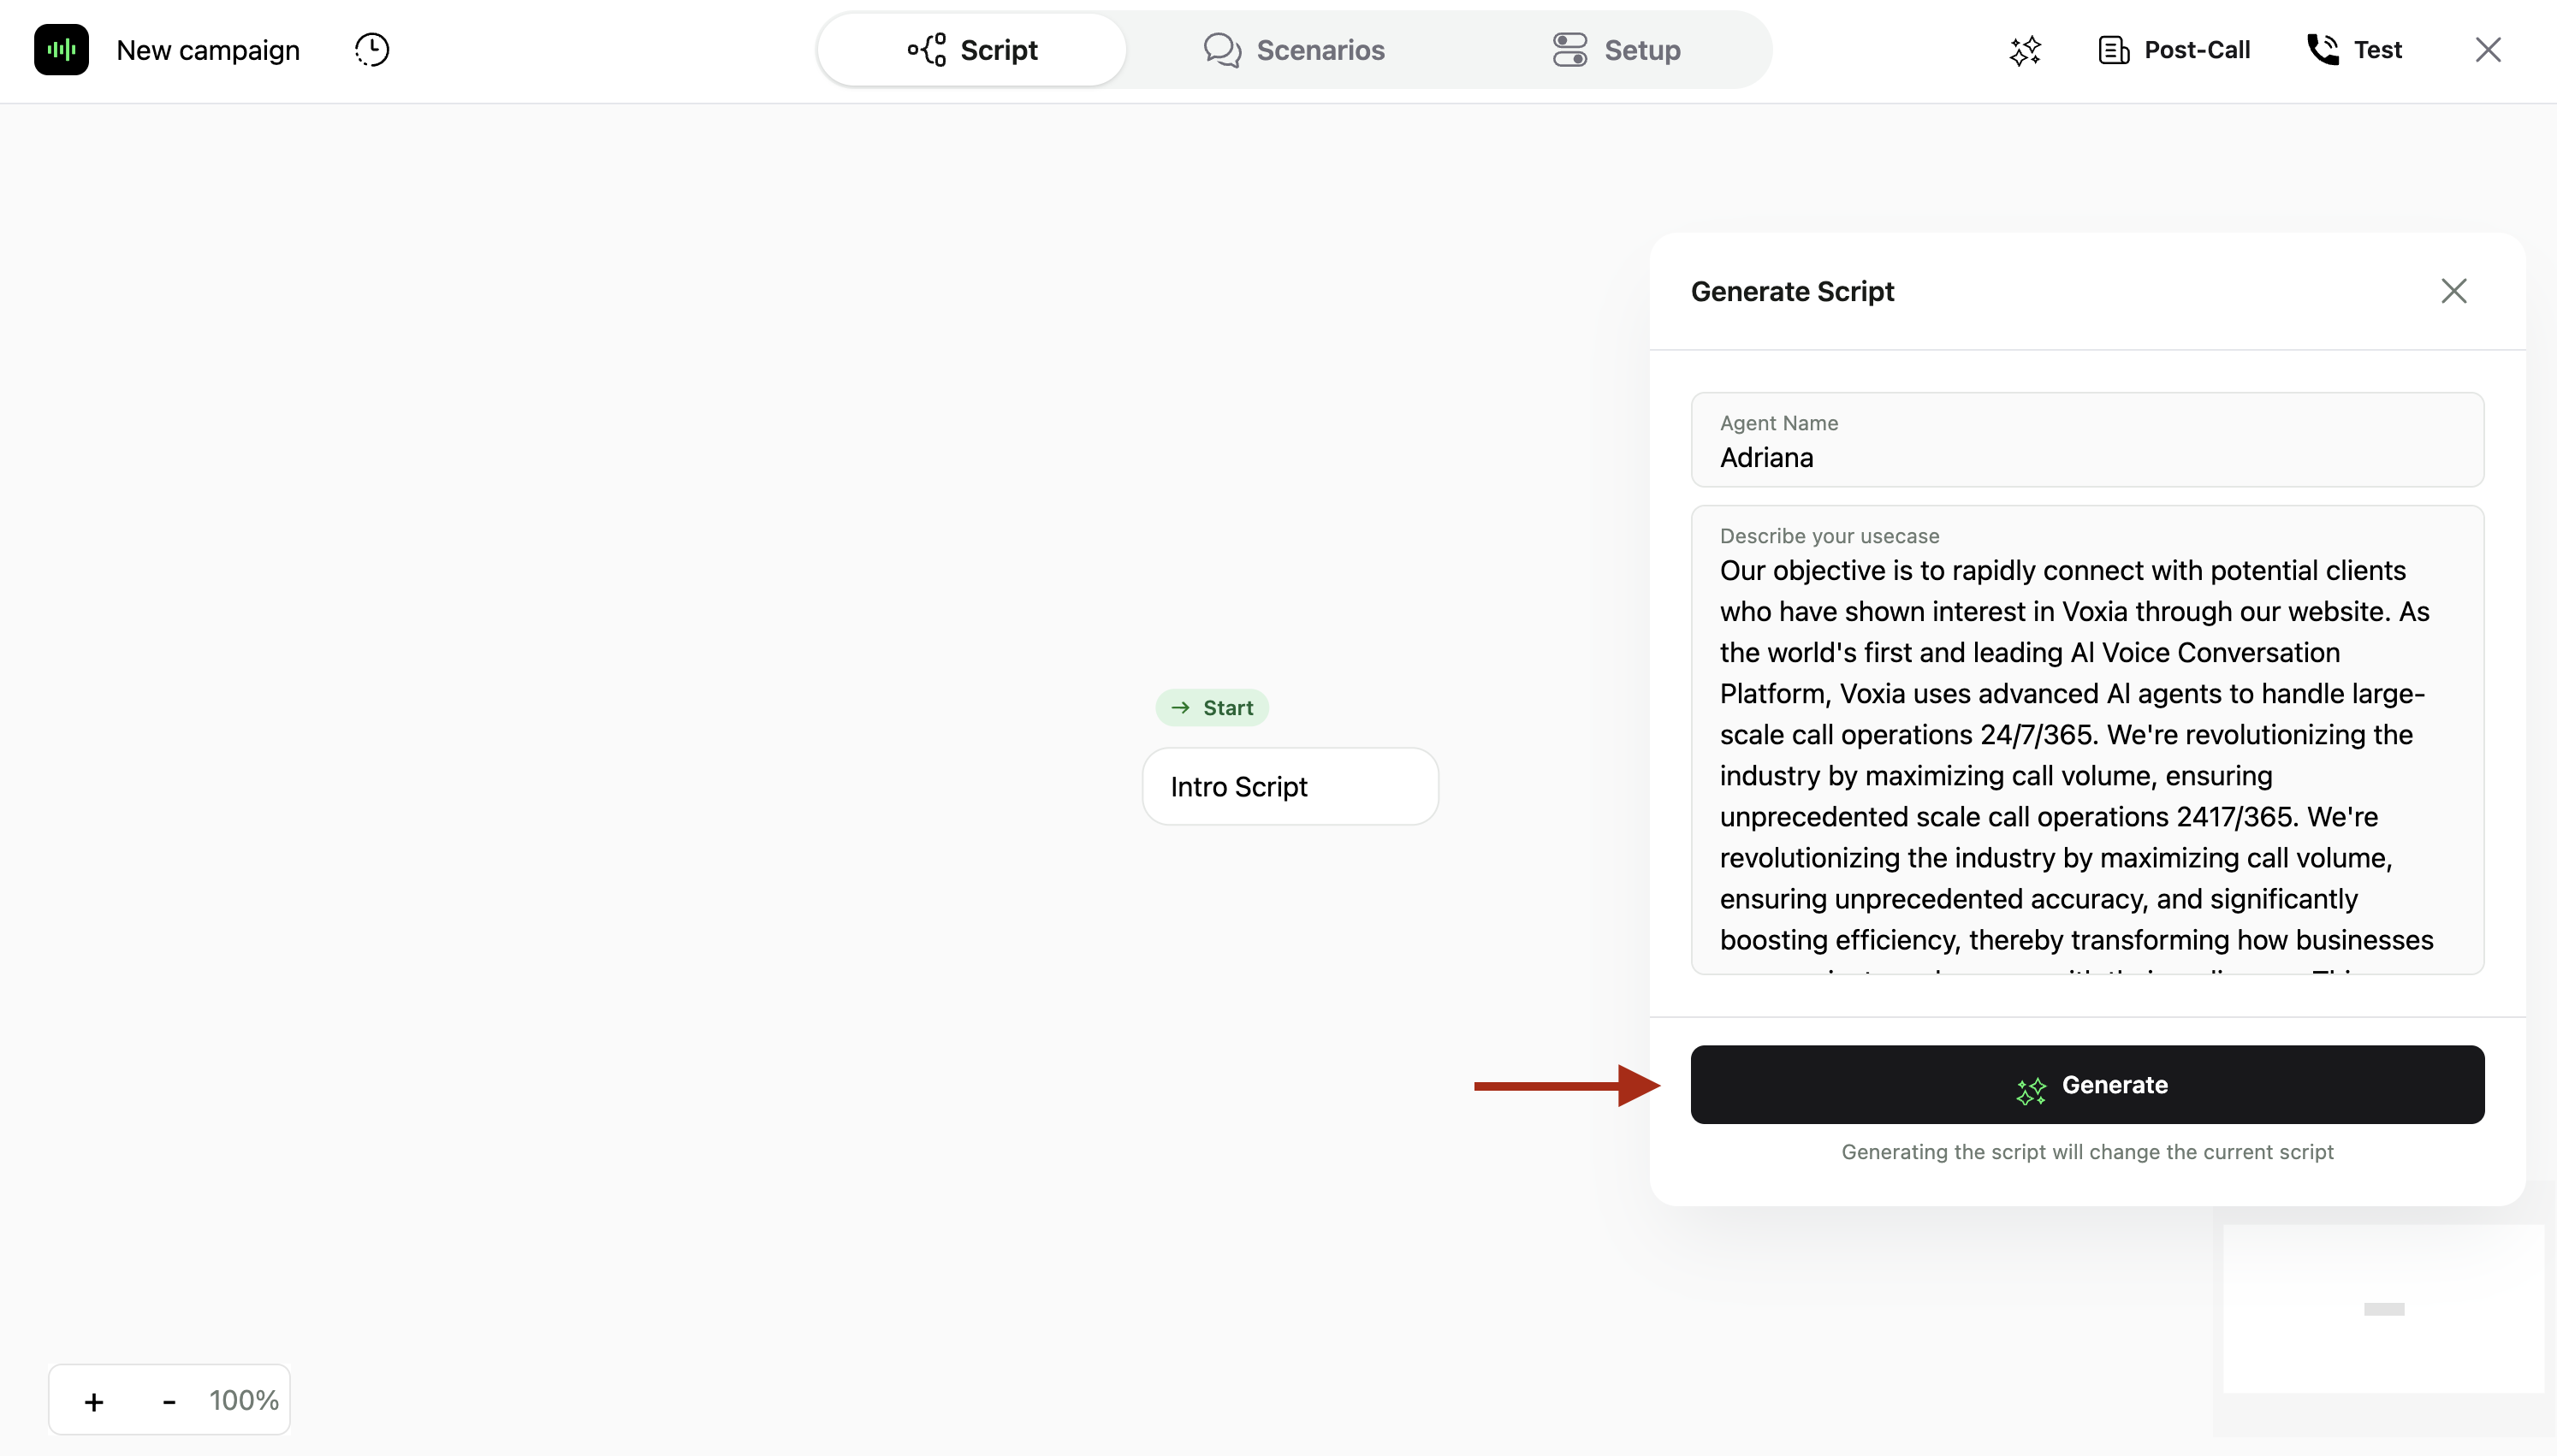 New campaign
Script
Scenarios
Setup
Post-Call
Test
Generate Script
Agent Name
Adriana
Describe your usecase
Our objective is to rapidly connect with potential clients
who have shown interest in Voxia through our website. As
the world's first and leading Al Voice Conversation
Platform, Voxia uses advanced Al agents to handle large-
scale call operations 24/7/365. We're revolutionizing the
industry by maximizing call volume, ensuring
unprecedented scale call operations 2417/365. We're
revolutionizing the industry by maximizing call volume,
ensuring unprecedented accuracy, and significantly
boosting efficiency, thereby transforming how businesses
Start
Intro Script
Generate
Generating the script will change the current script
+ - 100%